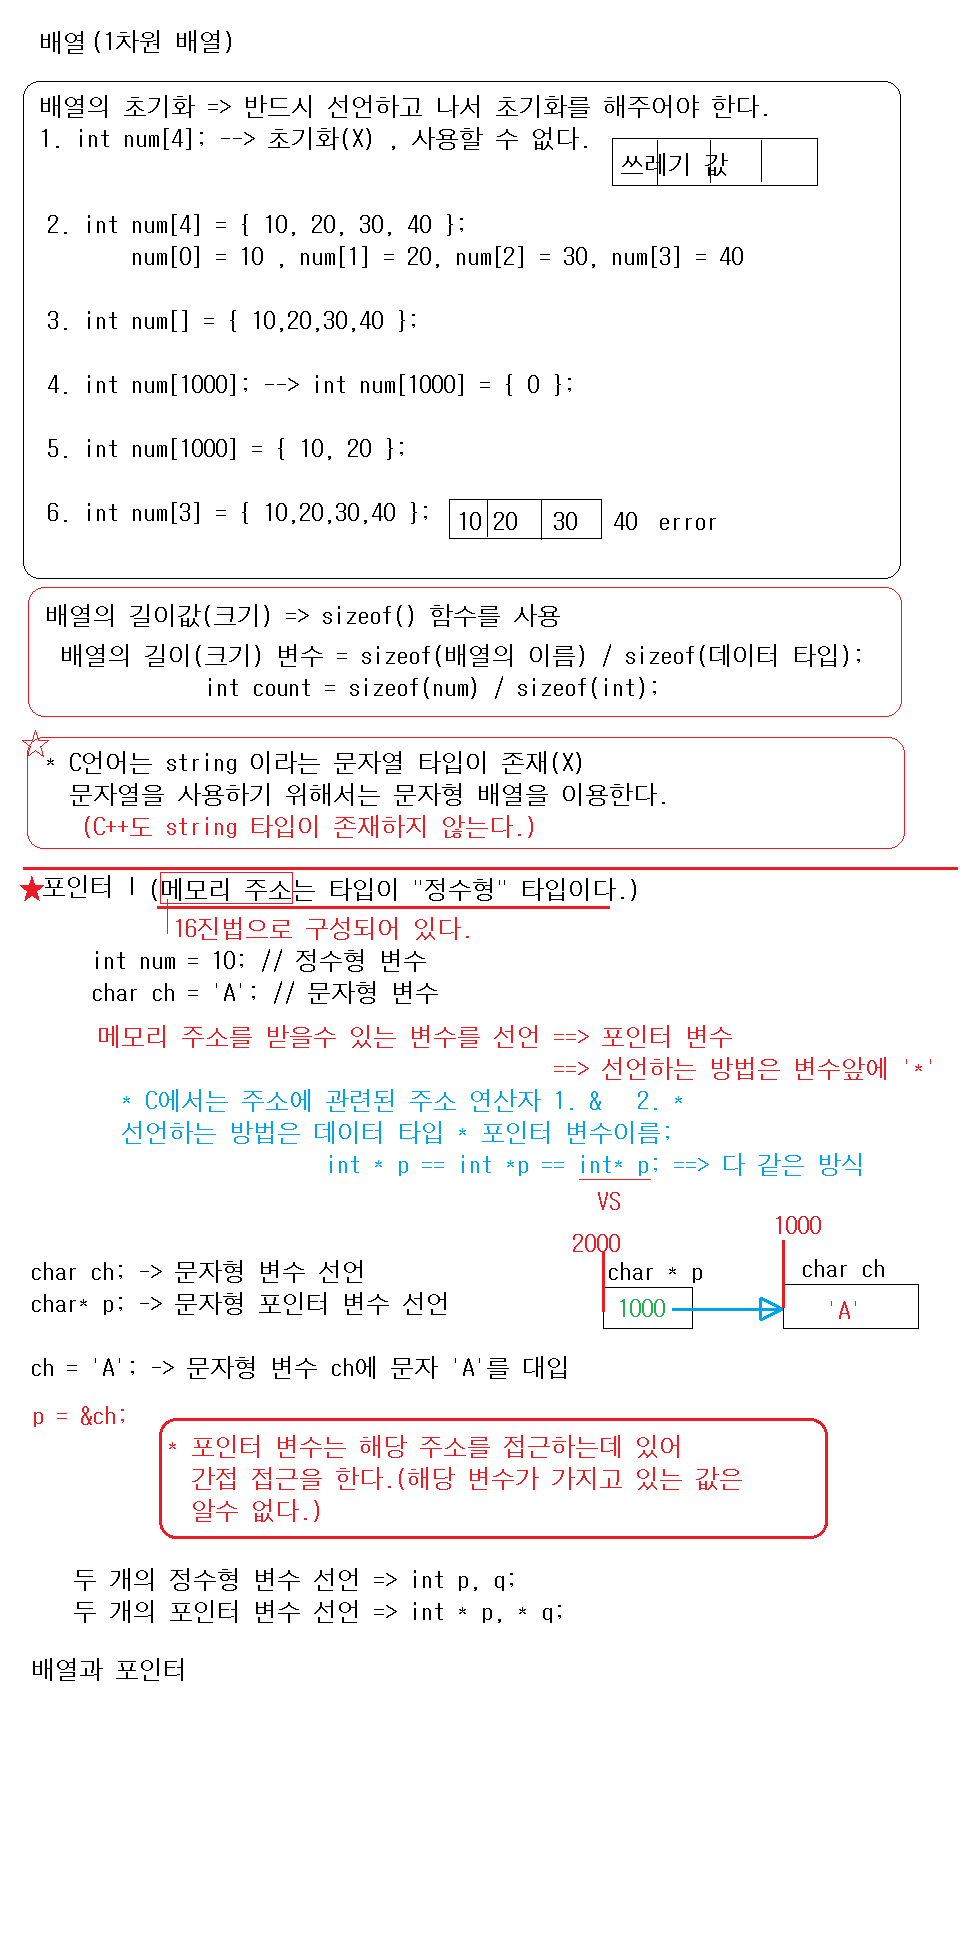 배열(1차원 배열)
배열의 초기화 => 반드시 선언하고 나서 초기화를 해주어야 한다.
1. int num[4]; --> 초기화(X) , 사용할 수 없다.
쓰레기 값
2. int num[4] = { 10, 20, 30, 40 };
num[0] = 10 , num[1] = 20, num[2] = 30, num[3] = 40
3. int num[] = { 10,20,30,40 };
4. int num[1000]; --> int num[1000] = { 0 };
5. int num[1000] = { 10, 20 };
6. int num[3] = { 10,20,30,40 }; 10 20 30 40 error
배열의 길이값(크기) => sizeof() 함수를 사용
배열의 길이(크기) 변수 = sizeof(배열의 이름) / sizeof(데이터 타입);
int count = sizeof(num) / sizeof(int);
* C언어는 string 이라는 문자열 타입이 존재(X)
문자열을 사용하기 위해서는 문자형 배열을 이용한다.
(C++도 string 타입이 존재하지 않는다.)
★포인터 | (메모리 주소는 타입이 "정수형" 타입이다.)
16진법으로 구성되어 있다.
int num = 10; // 정수형 변수
char ch = 'A'; // 문자형 변수
메모리 주소를 받을수 있는 변수를 선언 ==> 포인터 변수
==> 선언하는 방법은 변수앞에 '*'
* C에서는 주소에 관련된 주소 연산자 1. & 2. *
선언하는 방법은 데이터 타입 * 포인터 변수이름;
int * p == int *p == int* p; ==> 다 같은 방식
VS
2000
1000
char * p
char ch
1000
'A'
char ch; -> 문자형 변수 선언
char* p; -> 문자형 포인터 변수 선언
ch = 'A'; -> 문자형 변수 ch에 문자 'A'를 대입
p = &ch;
* 포인터 변수는 해당 주소를 접근하는데 있어
간접 접근을 한다.(해당 변수가 가지고 있는 값은
알수 없다.)
두 개의 정수형 변수 선언 => int p, q;
두 개의 포인터 변수 선언 => int * p, * q;
배열과 포인터